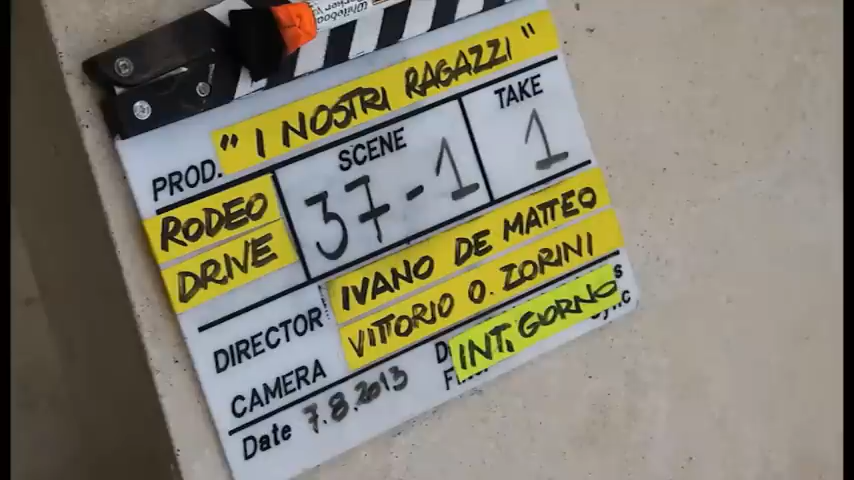 Whiteboard
" I NOSTRI RAGAZZI "
PROD.
RODEO
DRIVE
SCENE
37-1
TAKE
1
DIRECTOR IVANO DE MATTEO
CAMERA VITTORIO O. ZORINI
Date 7.8.2013
INT. GORNO